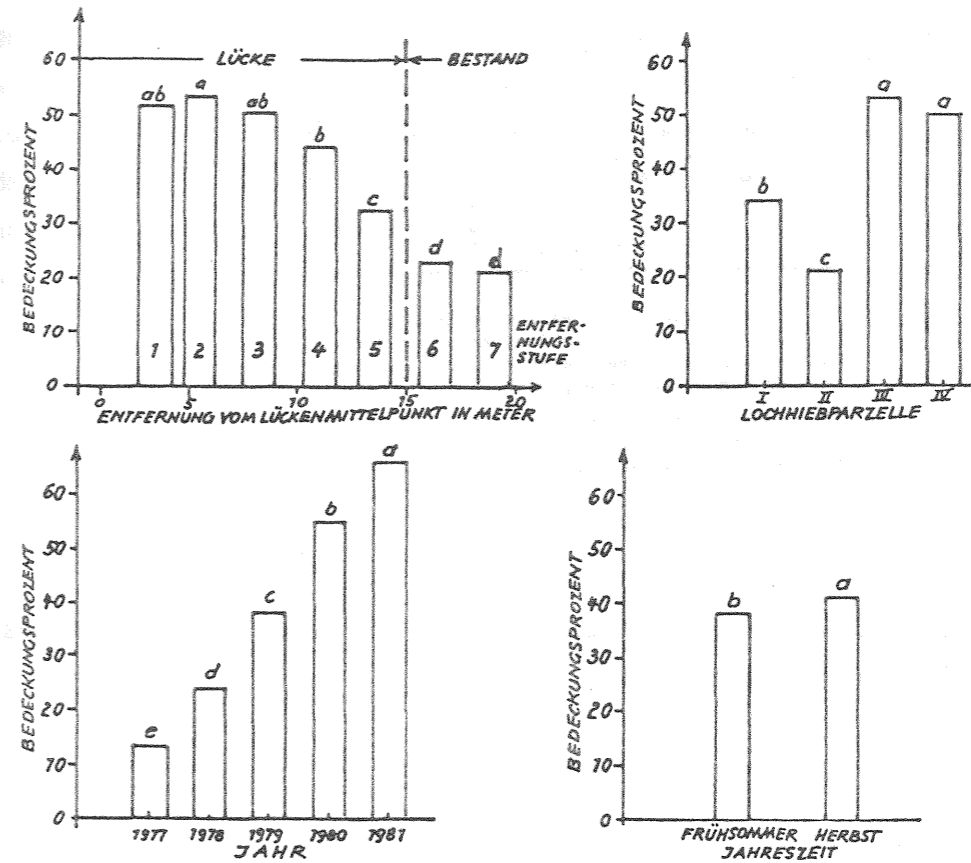 LÜCKE BESTAND
60
50
40
30
20
10
0
BEDECKUNGSPROZENT
ab a ab b c d d
1 2 3 4 5 6 7
ENTFER-
NUNGS-
STUFE
0 5 10 15 20
ENTFERNUNG VOM LÜCKENMITTELPUNKT IN METER
60
50
40
30
20
10
0
BEDECKUNGSPROZENT
b c a a
I II III IV
LOCHHIEBPARZELLE
60
50
40
30
20
10
0
BEDECKUNGSPROZENT
e d c b a
1977 1978 1979 1980 1981
JAHR
60
50
40
30
20
10
0
BEDECKUNGSPROZENT
b a
FRÜHSOMMER HERBST
JAHRESZEIT